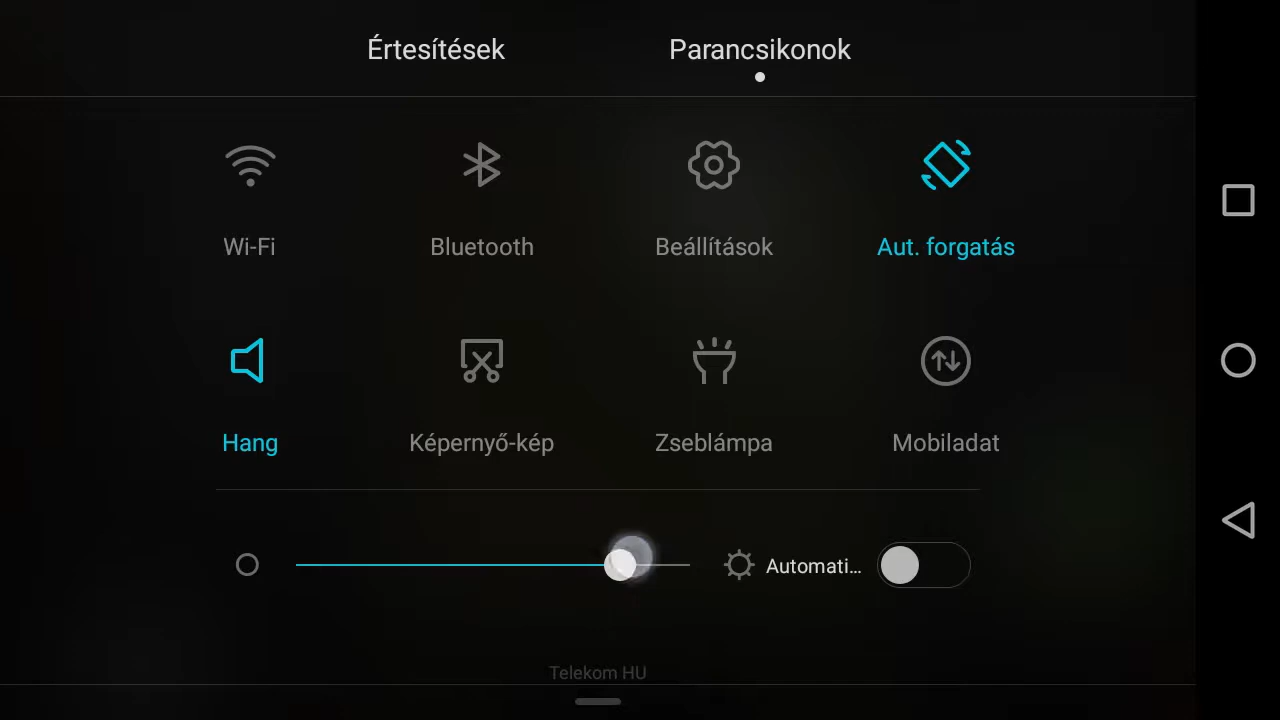 Értesítések Parancsikonok
Wi-Fi Bluetooth Beállítások Aut. forgatás
Hang Képernyő-kép Zseblámpa Mobiladat
Automati...
Telekom HU